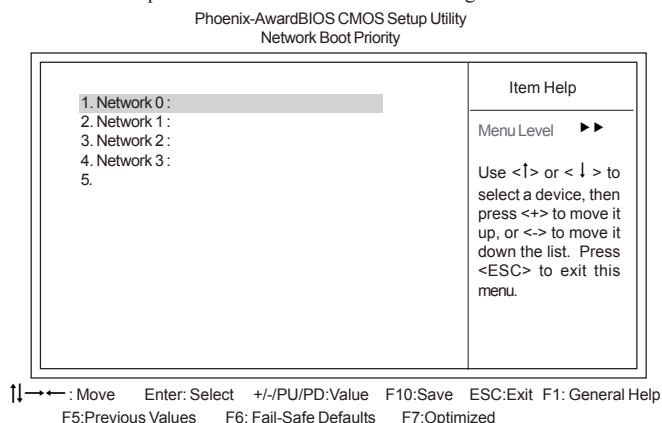 Phoenix-AwardBIOS CMOS Setup Utility
Network Boot Priority
1. Network 0 :
2. Network 1 :
3. Network 2 :
4. Network 3 :
5.
Item Help
Menu Level ►►
Use <↑> or < ↓ > to
select a device, then
press <+> to move it
up, or <-> to move it
down the list. Press
<ESC> to exit this
menu.
↑↓→← : Move Enter: Select +/-/PU/PD:Value F10:Save ESC:Exit F1: General Help
F5:Previous Values F6: Fail-Safe Defaults F7:Optimized